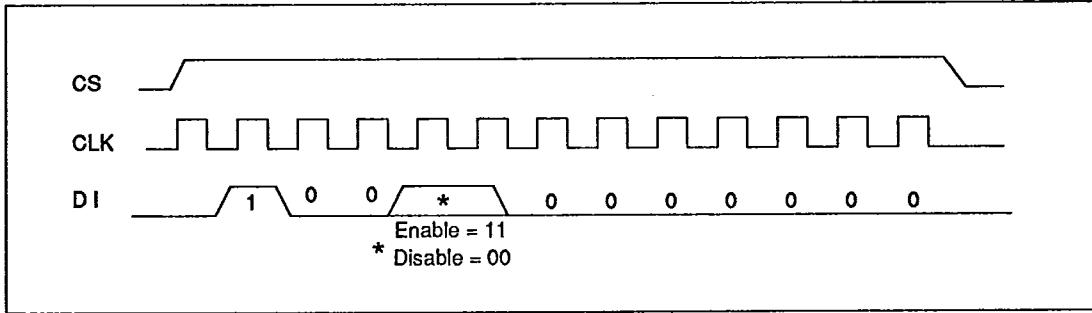 CS
CLK
DI 1 0 0 * 0 0 0 0 0 0 0
Enable = 11
* Disable = 00